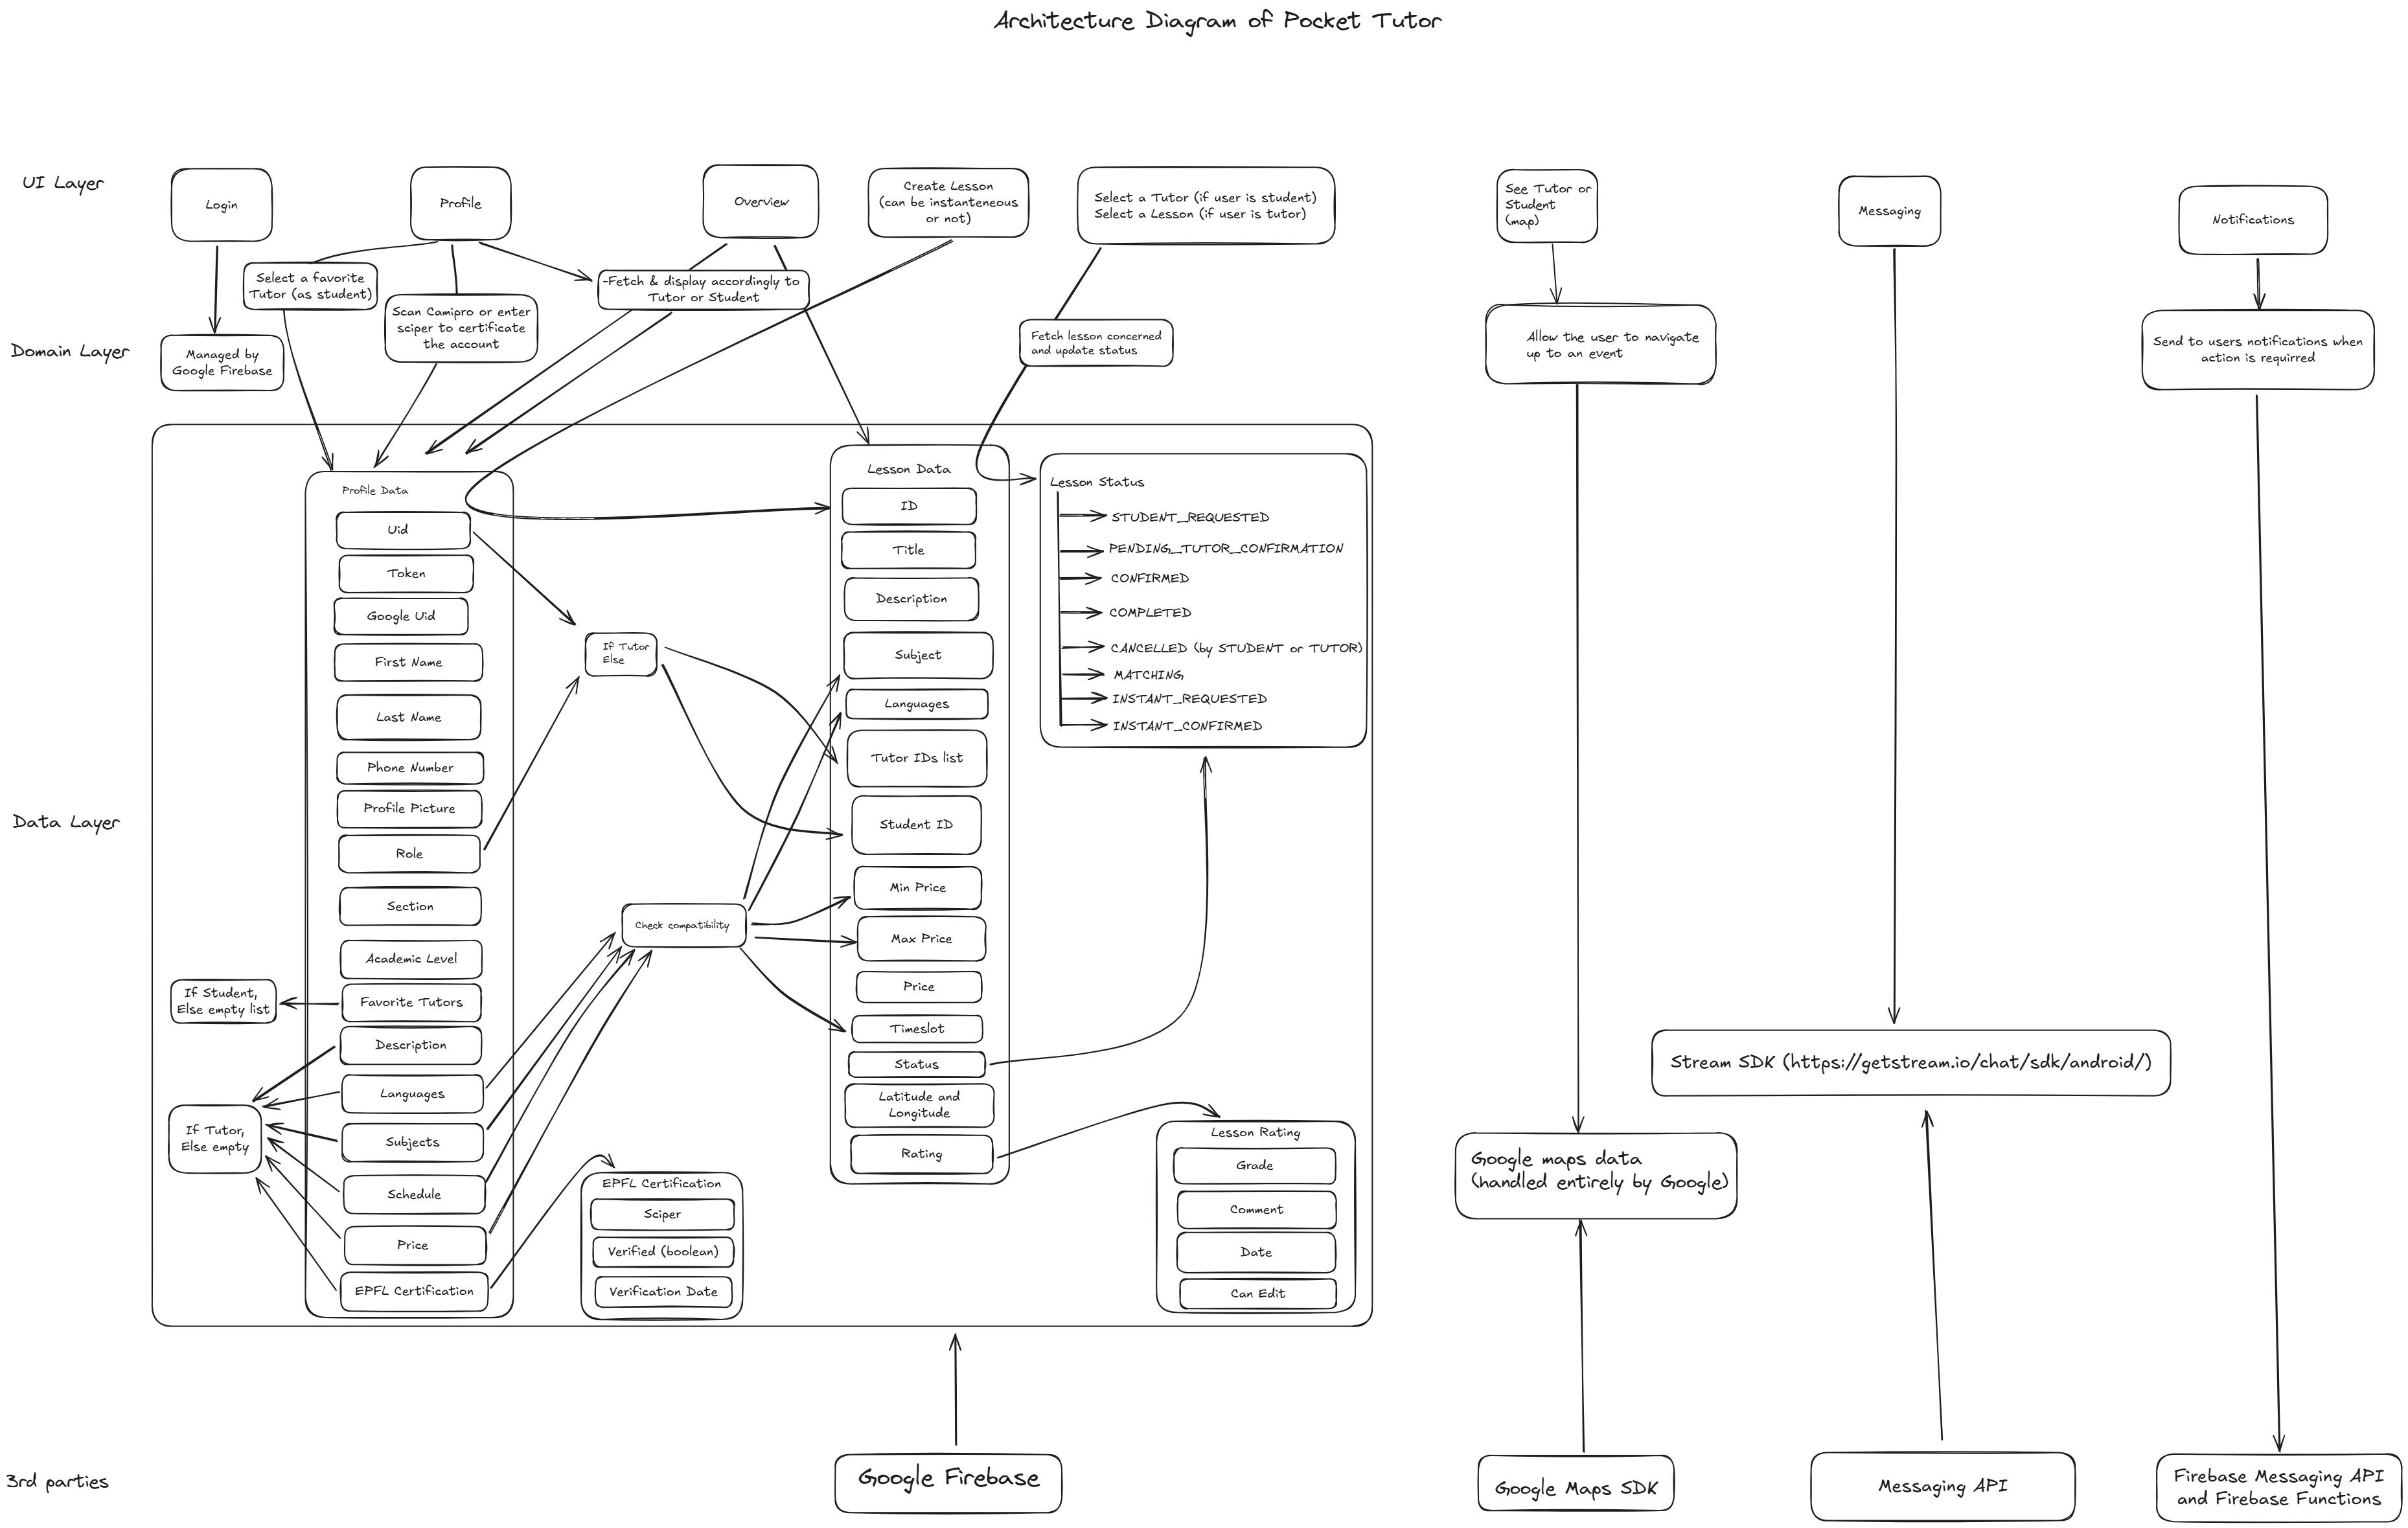 Architecture Diagram of Pocket Tutor
UI Layer
Login
Profile
Overview
Create Lesson
(can be instanteneous
or not)
Select a Tutor (if user is student)
Select a Lesson (if user is tutor)
See Tutor or
Student
(map)
Messaging
Notifications
Domain Layer
Managed by
Google Firebase
Select a favorite
Tutor (as student)
Scan Camipro or enter
sciper to certificate
the account
-Fetch & display accordingly to
Tutor or Student
Fetch lesson concerned
and update status
Allow the user to navigate
up to an event
Send to users notifications when
action is requirred
Data Layer
Profile Data
Uid
Token
Google Uid
First Name
Last Name
Phone Number
Profile Picture
Role
Section
Academic Level
Favorite Tutors
Description
Languages
Subjects
Schedule
Price
EPFL Certification
If Student,
Else empty list
If Tutor,
Else empty
If Tutor
Else
Check compatibility
EPFL Certification
Sciper
Verified (boolean)
Verification Date
Lesson Data
ID
Title
Description
Subject
Languages
Tutor IDs list
Student ID
Min Price
Max Price
Price
Timeslot
Status
Latitude and
Longitude
Rating
Lesson Status
STUDENT_REQUESTED
PENDING_TUTOR_CONFIRMATION
CONFIRMED
COMPLETED
CANCELLED (by STUDENT or TUTOR)
MATCHING
INSTANT_REQUESTED
INSTANT_CONFIRMED
Lesson Rating
Grade
Comment
Date
Can Edit
Stream SDK (https://getstream.io/chat/sdk/android/)
Google maps data
(handled entirely by Google)
3rd parties
Google Firebase
Google Maps SDK
Messaging API
Firebase Messaging API
and Firebase Functions